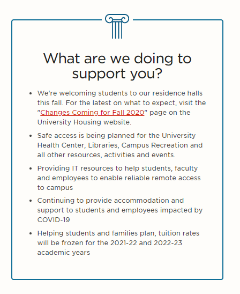 What are we doing to
support you?
We're welcoming students to our residence halls
this fall. For the latest on what to expect, visit the
"Changes Coming for Fall 2020" page on the
University Housing website.
Safe access is being planned for the University
Health Center, Libraries, Campus Recreation and
all other resources, activities and events.
Providing IT resources to help students, faculty
and employees to enable reliable remote access
to campus
Continuing to provide accommodation and
support to students and employees impacted by
COVID-19
Helping students and families plan, tuition rates
will be frozen for the 2021-22 and 2022-23
academic years